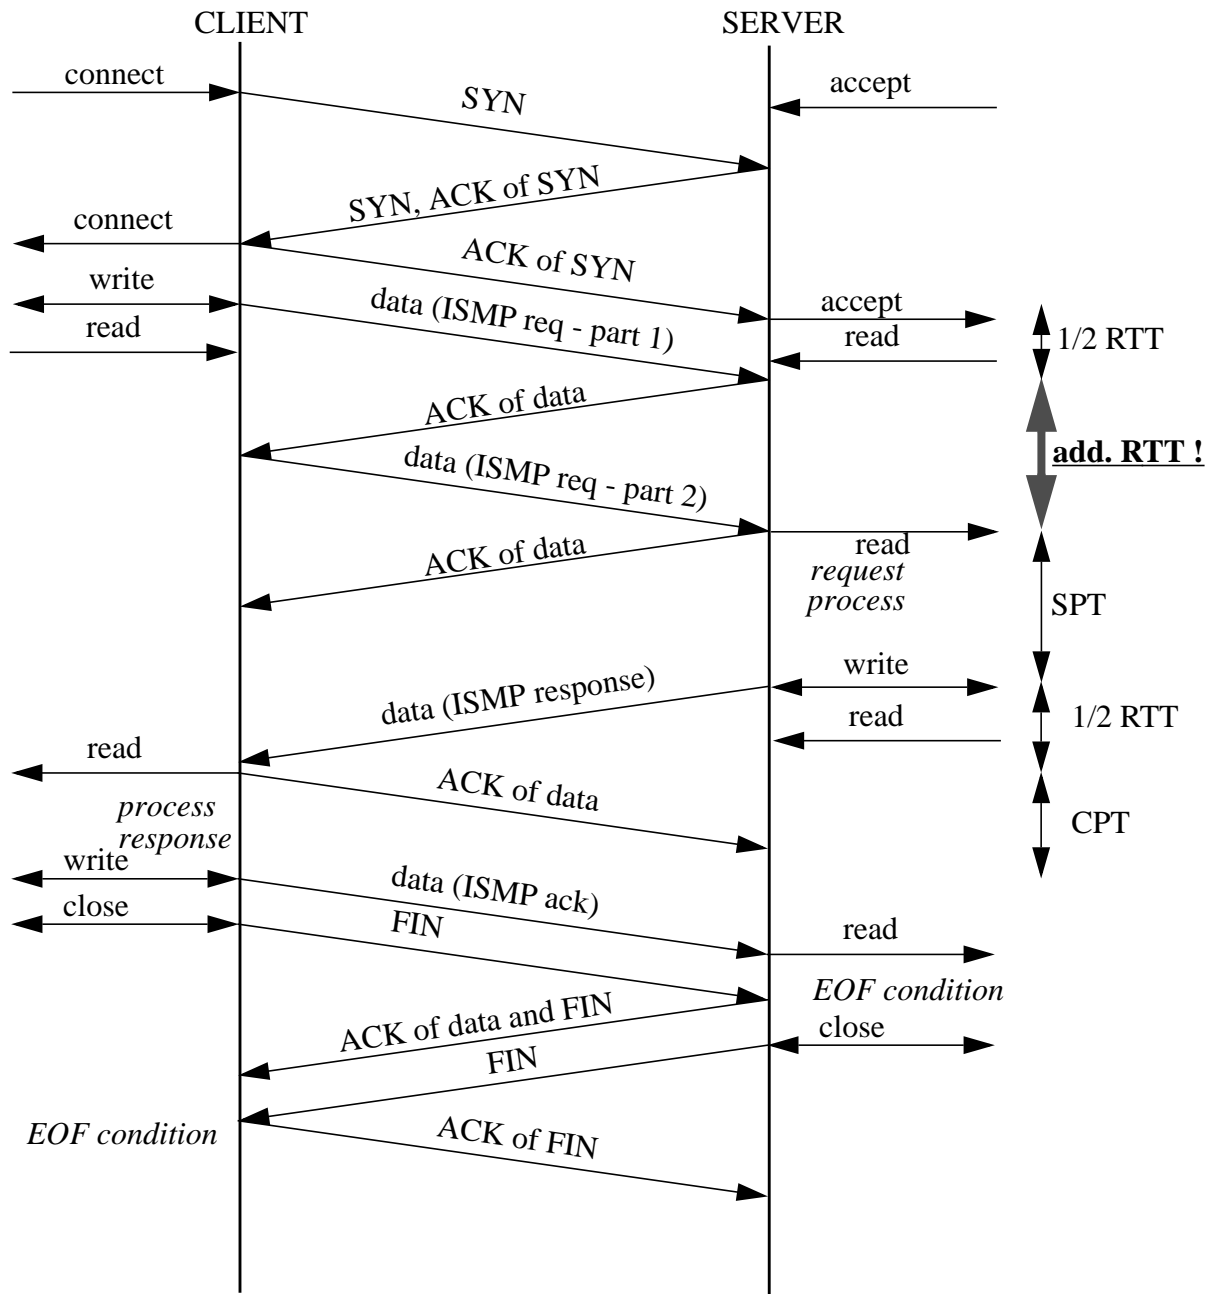 CLIENT
SERVER
connect
SYN
accept
SYN, ACK of SYN
connect
ACK of SYN
write
data (ISMP req - part 1)
accept
read
read
1/2 RTT
ACK of data
data (ISMP req - part 2)
add. RTT !
ACK of data
read
request
process
SPT
write
data (ISMP response)
read
1/2 RTT
read
ACK of data
process
response
CPT
write
data (ISMP ack)
close
FIN
read
EOF condition
ACK of data and FIN
close
FIN
EOF condition
ACK of FIN